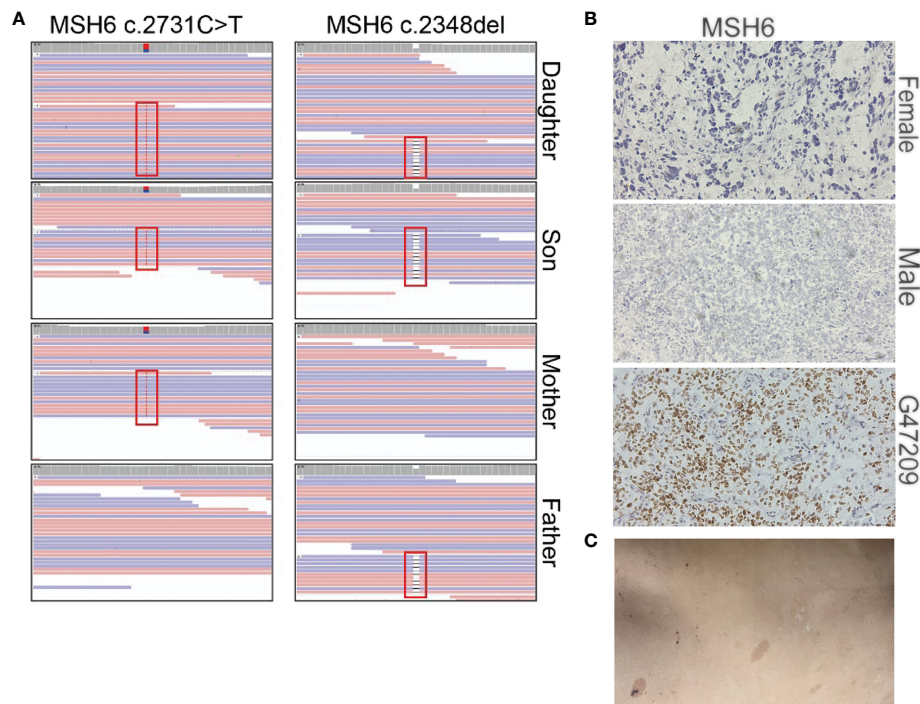 A
MSH6 c.2731C>T
MSH6 c.2348del
Daughter
Son
Mother
Father
B
MSH6
Female
Male
G47209
C